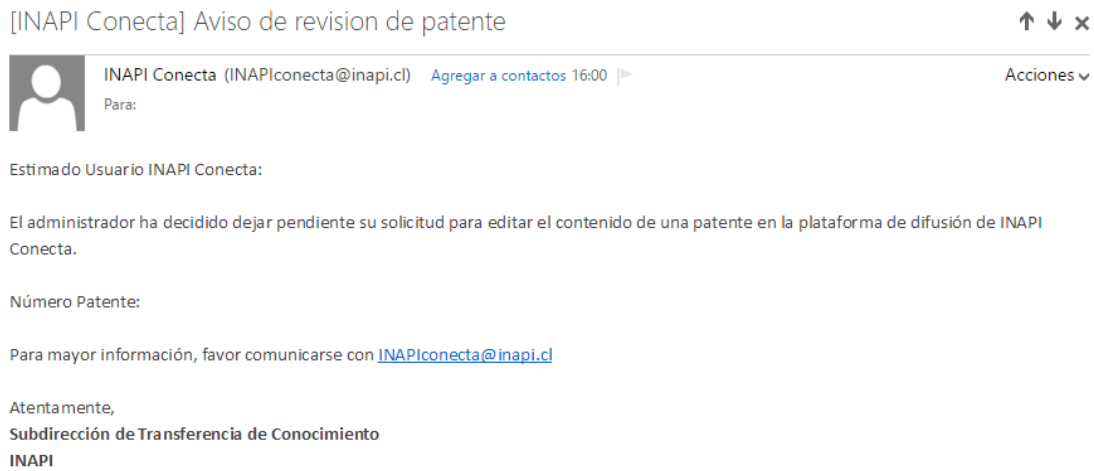 [INAPI Conecta] Aviso de revision de patente
INAPI Conecta (INAPIconecta@inapi.cl) Agregar a contactos 16:00
Acciones
Para:
Estimado Usuario INAPI Conecta:
El administrador ha decidido dejar pendiente su solicitud para editar el contenido de una patente en la plataforma de difusión de INAPI
Conecta.
Número Patente:
Para mayor información, favor comunicarse con INAPIconecta@inapi.cl
Atentamente,
Subdirección de Transferencia de Conocimiento
INAPI